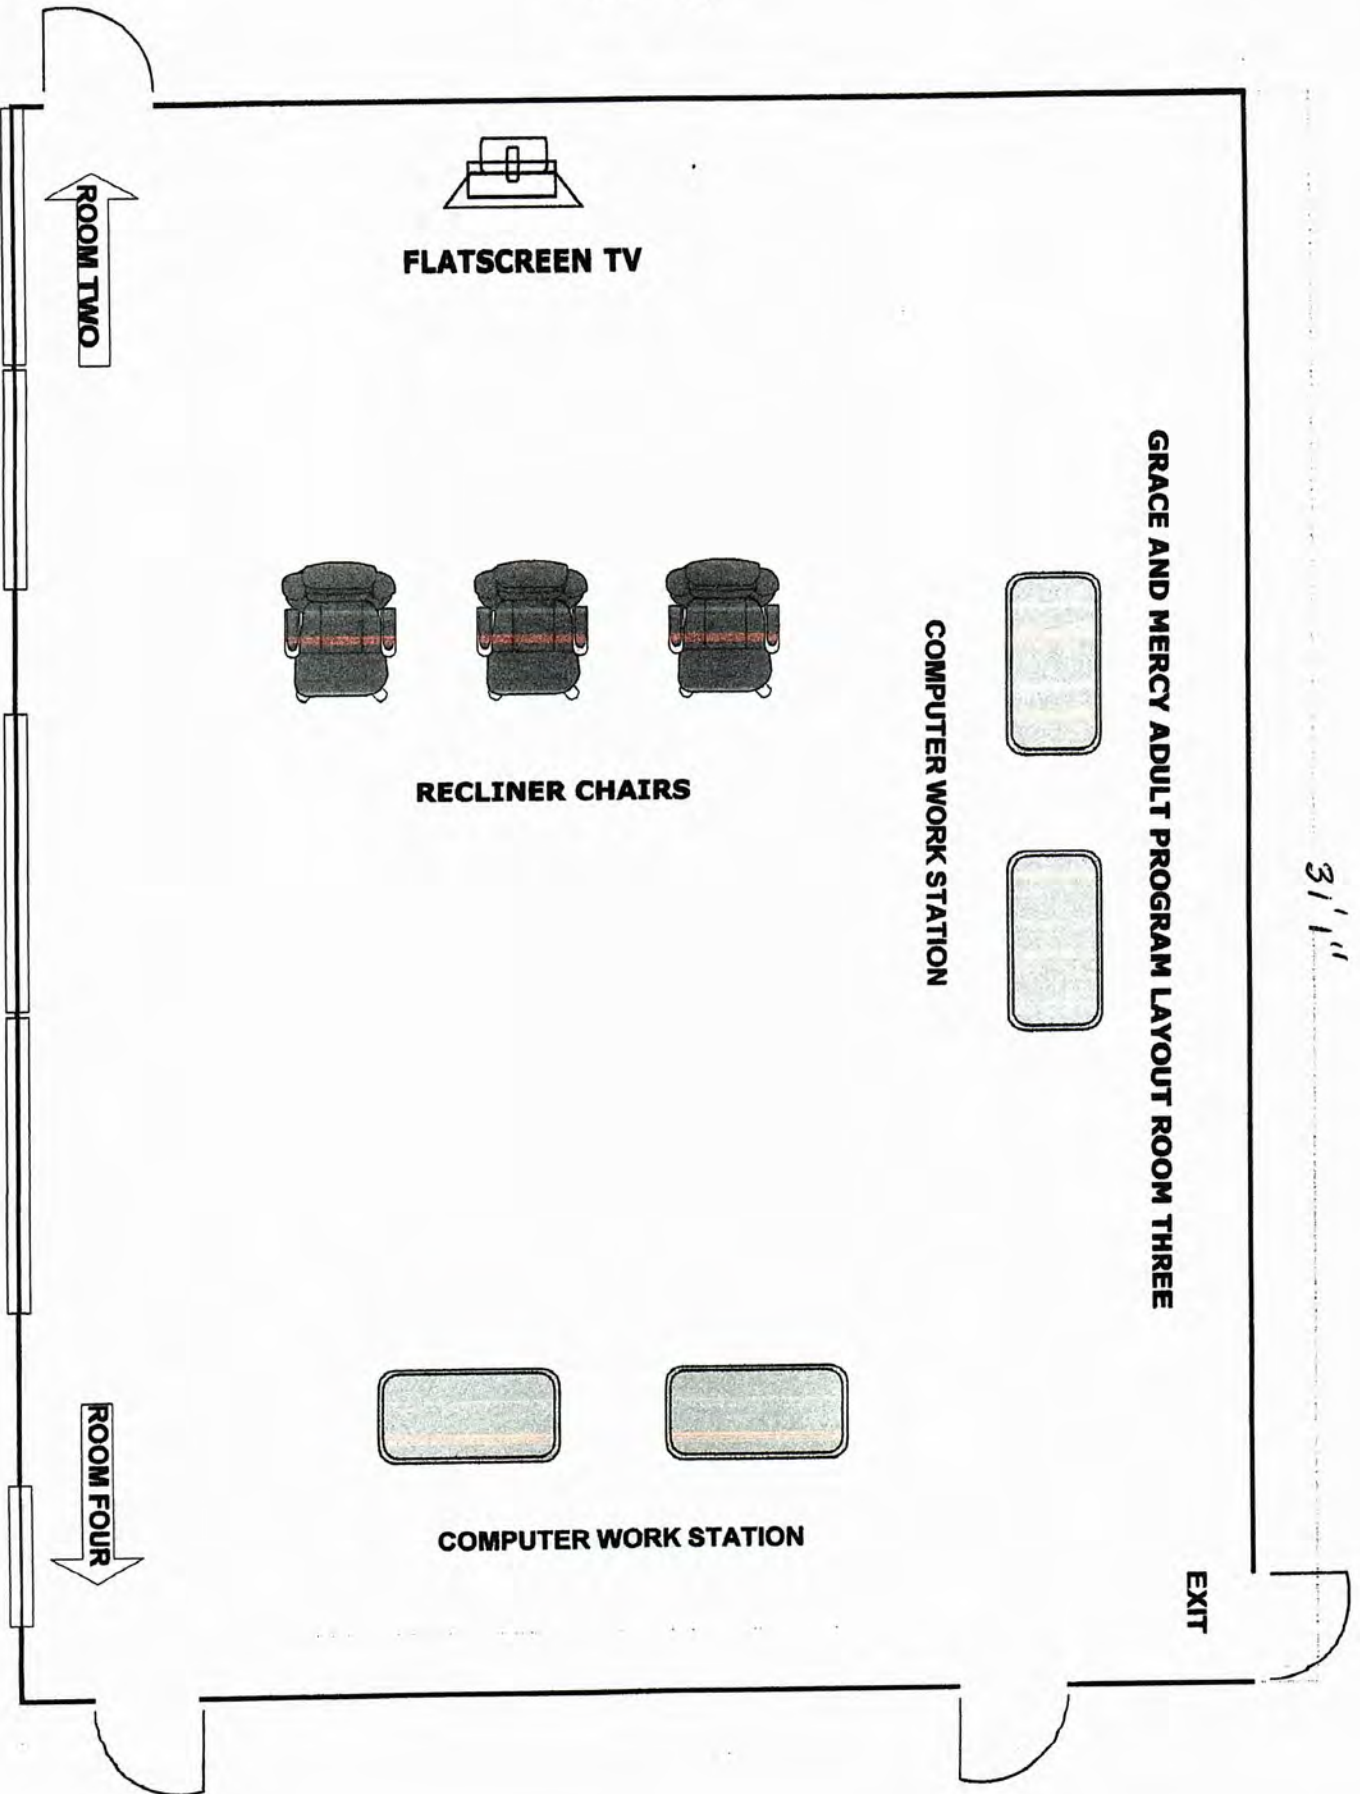 GRACE AND MERCY ADULT PROGRAM LAYOUT ROOM THREE
31'1"
ROOM TWO
FLATSCREEN TV
RECLINER CHAIRS
COMPUTER WORK STATION
COMPUTER WORK STATION
ROOM FOUR
EXIT